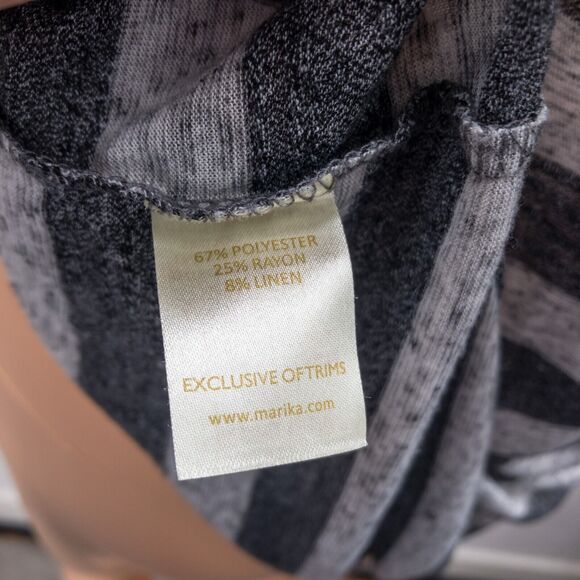 67% POLYESTER
25% RAYON
8% LINEN
EXCLUSIVE OFTRIMS
www.marika.com